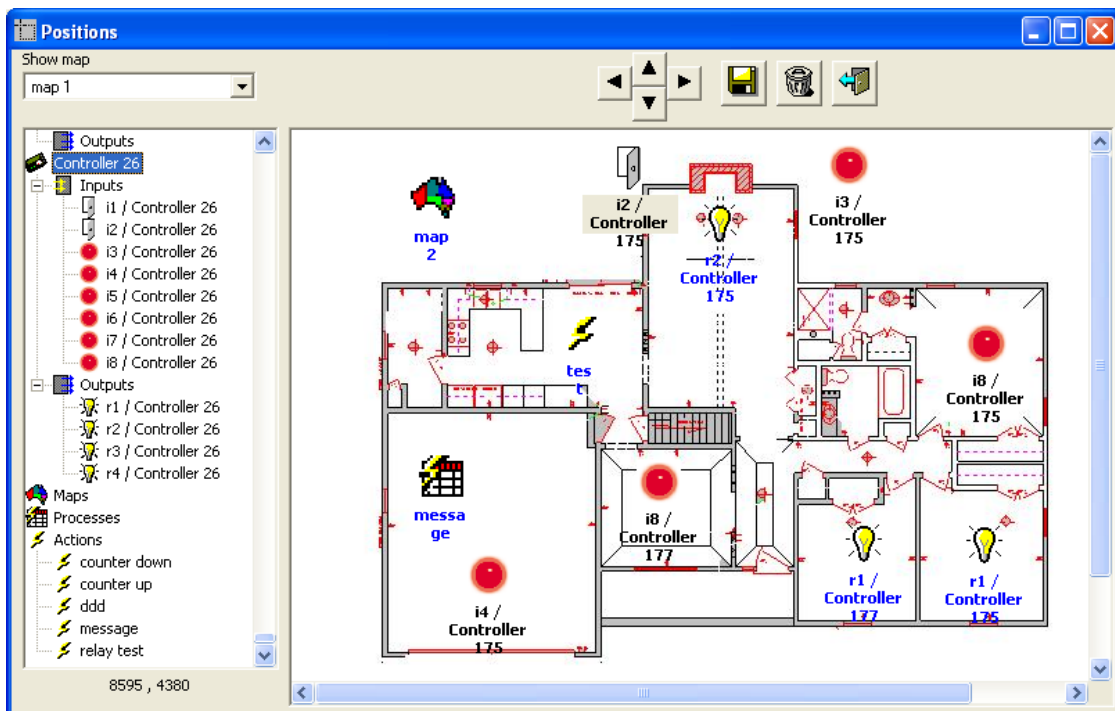 Positions
Show map
map 1
Outputs
Controller 26
Inputs
i1 / Controller 26
i2 / Controller 26
i3 / Controller 26
i4 / Controller 26
i5 / Controller 26
i6 / Controller 26
i7 / Controller 26
i8 / Controller 26
Outputs
r1 / Controller 26
r2 / Controller 26
r3 / Controller 26
r4 / Controller 26
Maps
Processes
Actions
counter down
counter up
ddd
message
relay test
8595 , 4380
map
2
i2 /
Controller
175
i3 /
Controller
175
r2 /
Controller
175
tes
t
i8 /
Controller
175
messa
ge
i8 /
Controller
177
i4 /
Controller
175
r1 /
Controller
177
r1 /
Controller
175